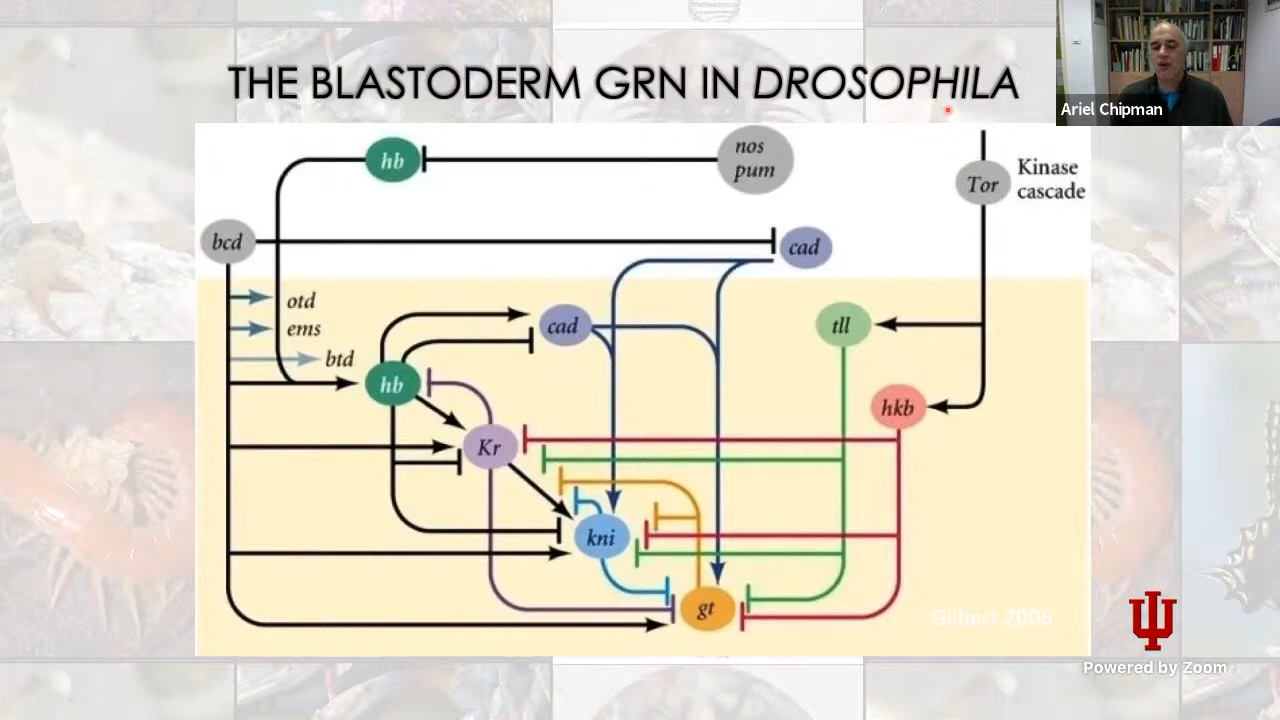 THE BLASTODERM GRN IN DROSOPHILA
Ariel Chipman
hb
nos
pum
Tor
Kinase
cascade
bcd
cad
otd
ems
btd
cad
tll
hb
hkb
Kr
kni
gt
Gilbert 2006
Powered by Zoom